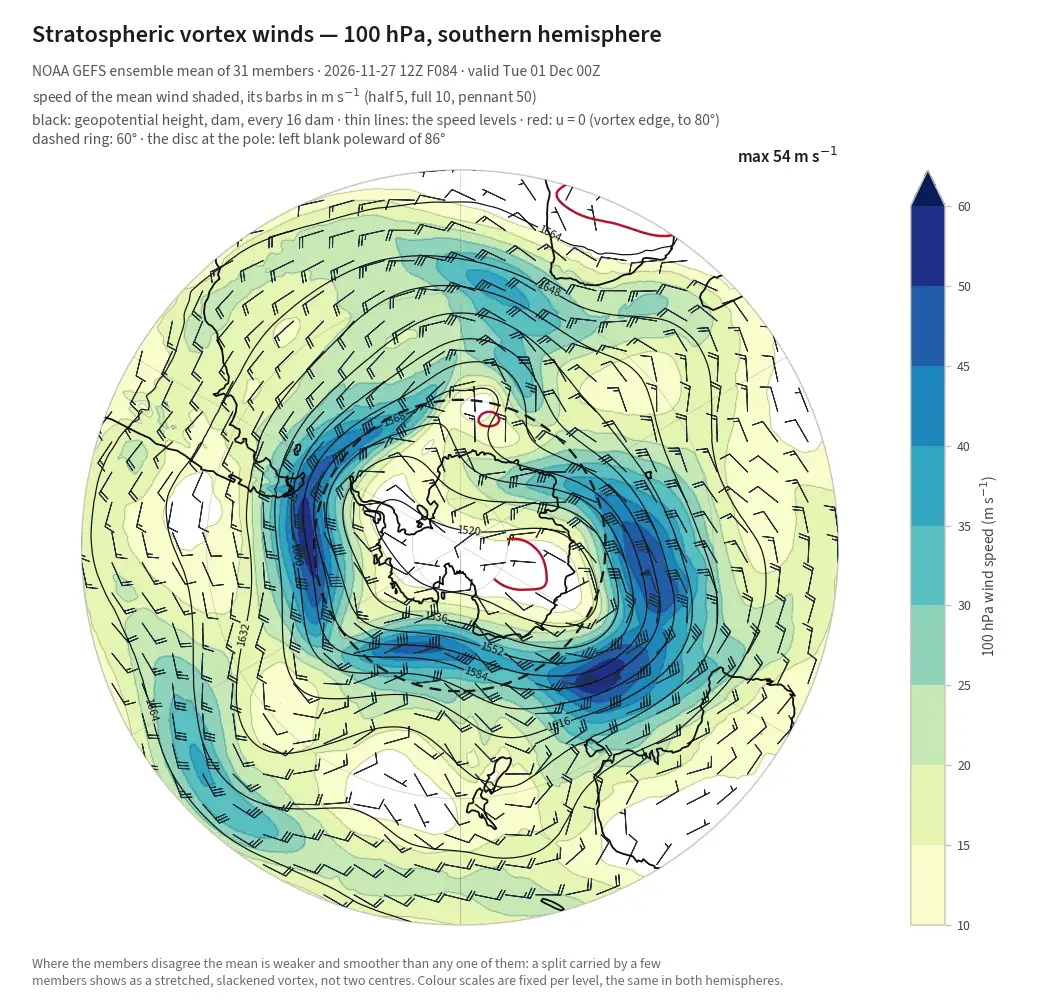 Stratospheric vortex winds — 100 hPa, southern hemisphere
NOAA GEFS ensemble mean of 31 members · 2026-11-27 12Z F084 · valid Tue 01 Dec 00Z
speed of the mean wind shaded, its barbs in m s⁻¹ (half 5, full 10, pennant 50)
black: geopotential height, dam, every 16 dam · thin lines: the speed levels · red: u = 0 (vortex edge, to 80°)
dashed ring: 60° · the disc at the pole: left blank poleward of 86°
max 54 m s⁻¹
1664
1648
1568
1520
1536
1552
1584
1632
1616
1664
60
50
45
40
35
30
25
20
15
10
100 hPa wind speed (m s⁻¹)
Where the members disagree the mean is weaker and smoother than any one of them: a split carried by a few
members shows as a stretched, slackened vortex, not two centres. Colour scales are fixed per level, the same in both hemispheres.